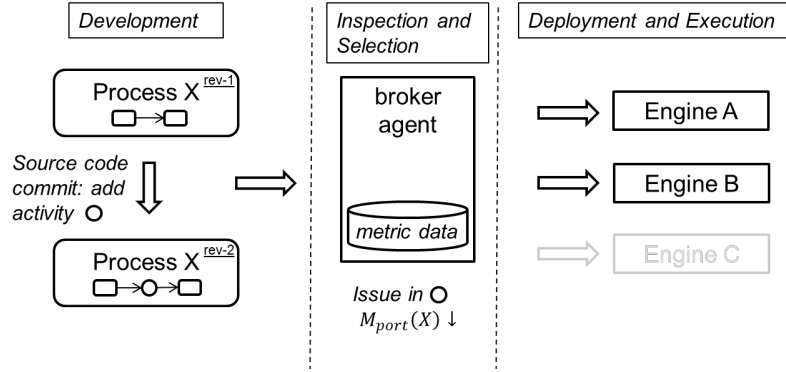 Development
Process X rev-1
Source code
commit: add
activity
Process X rev-2
Inspection and
Selection
broker
agent
metric data
Issue in
M_port(X) ↓
Deployment and Execution
Engine A
Engine B
Engine C